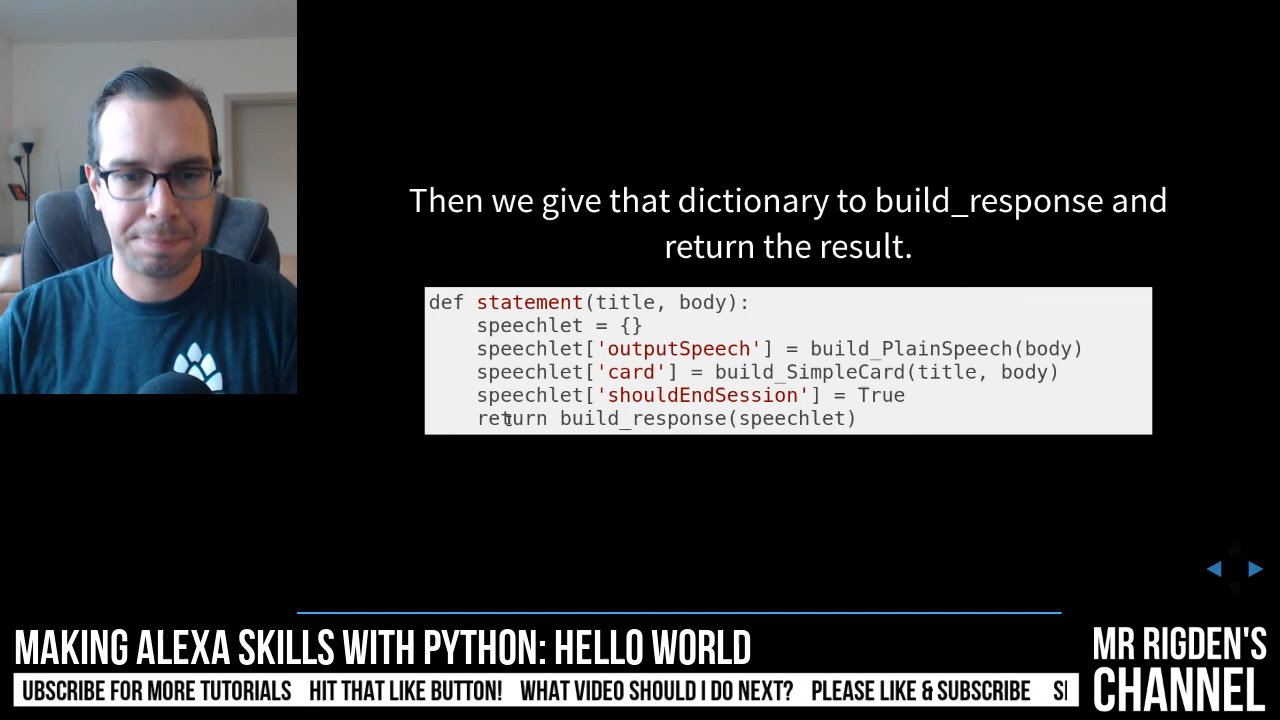 Then we give that dictionary to build_response and
return the result.
def statement(title, body):
    speechlet = {}
    speechlet['outputSpeech'] = build_PlainSpeech(body)
    speechlet['card'] = build_SimpleCard(title, body)
    speechlet['shouldEndSession'] = True
    return build_response(speechlet)
MAKING ALEXA SKILLS WITH PYTHON: HELLO WORLD
UBSCRIBE FOR MORE TUTORIALS HIT THAT LIKE BUTTON! WHAT VIDEO SHOULD I DO NEXT? PLEASE LIKE & SUBSCRIBE
MR RIGDEN'S
CHANNEL